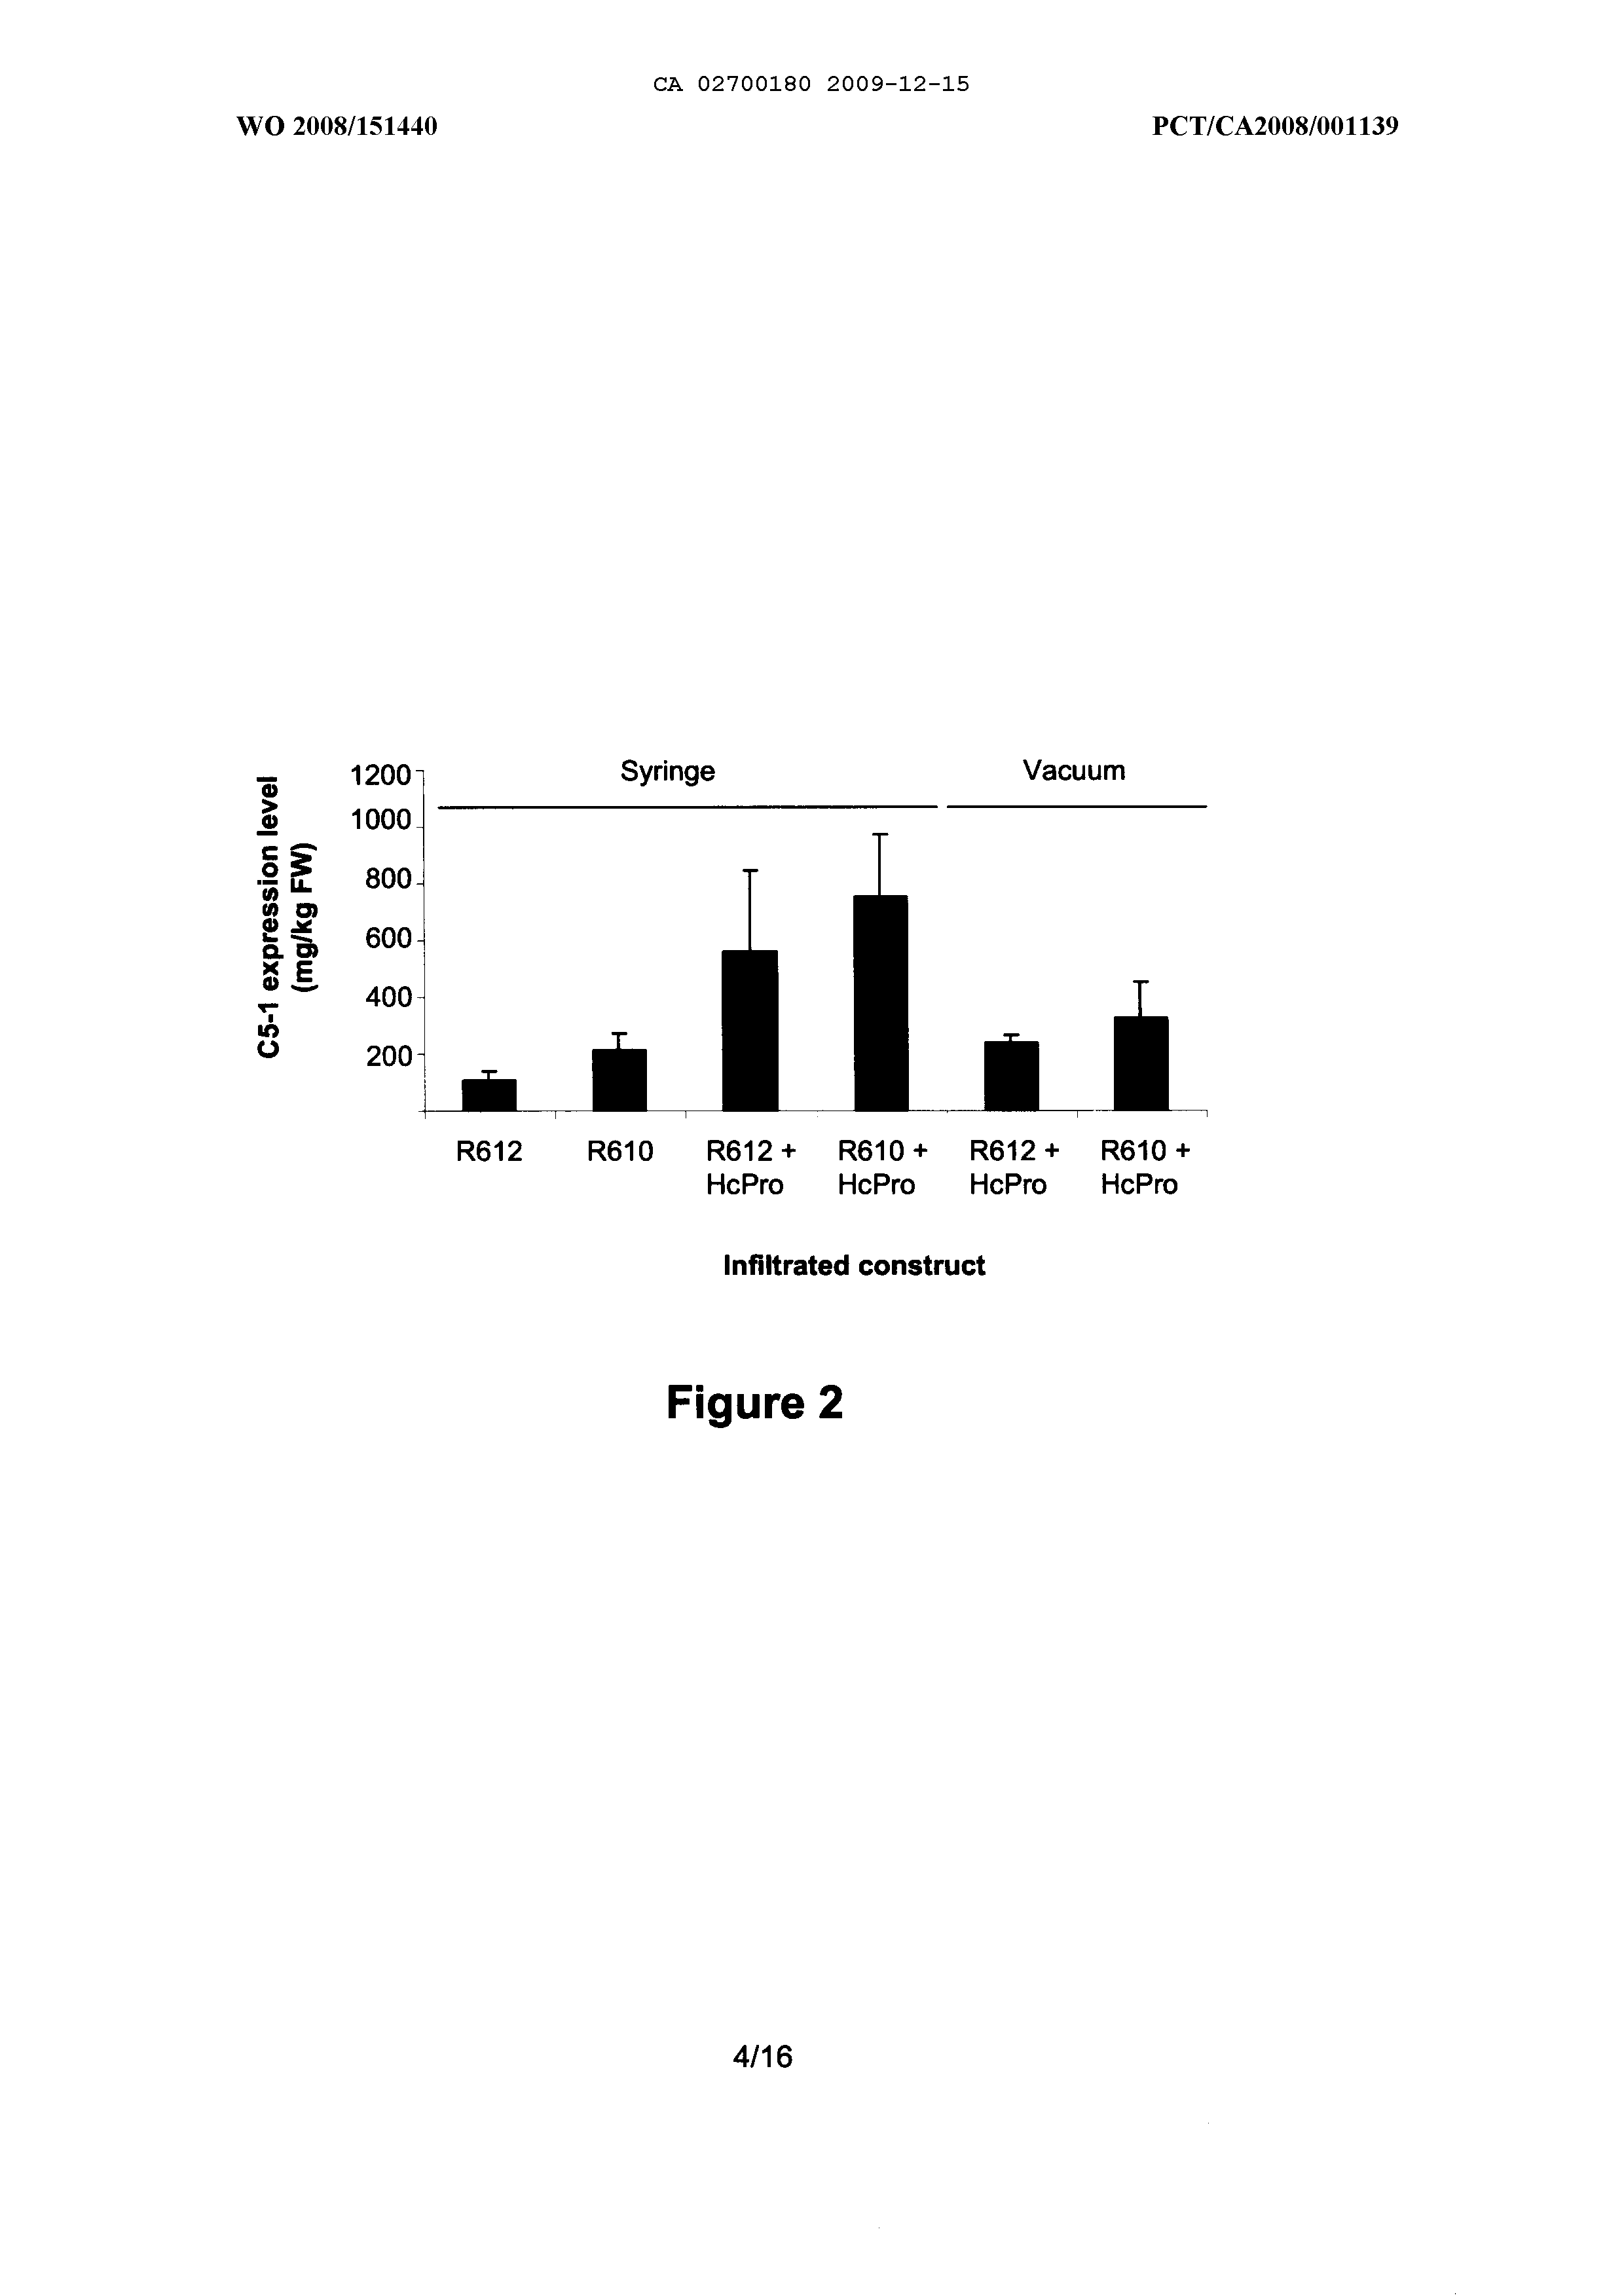 CA 02700180 2009-12-15
WO 2008/151440
PCT/CA2008/001139
C5-1 expression level
(mg/kg FW)
1200
1000
800
600
400
200
Syringe
Vacuum
R612
R610
R612 +
HcPro
R610 +
HcPro
R612 +
HcPro
R610 +
HcPro
Infiltrated construct
Figure 2
4/16